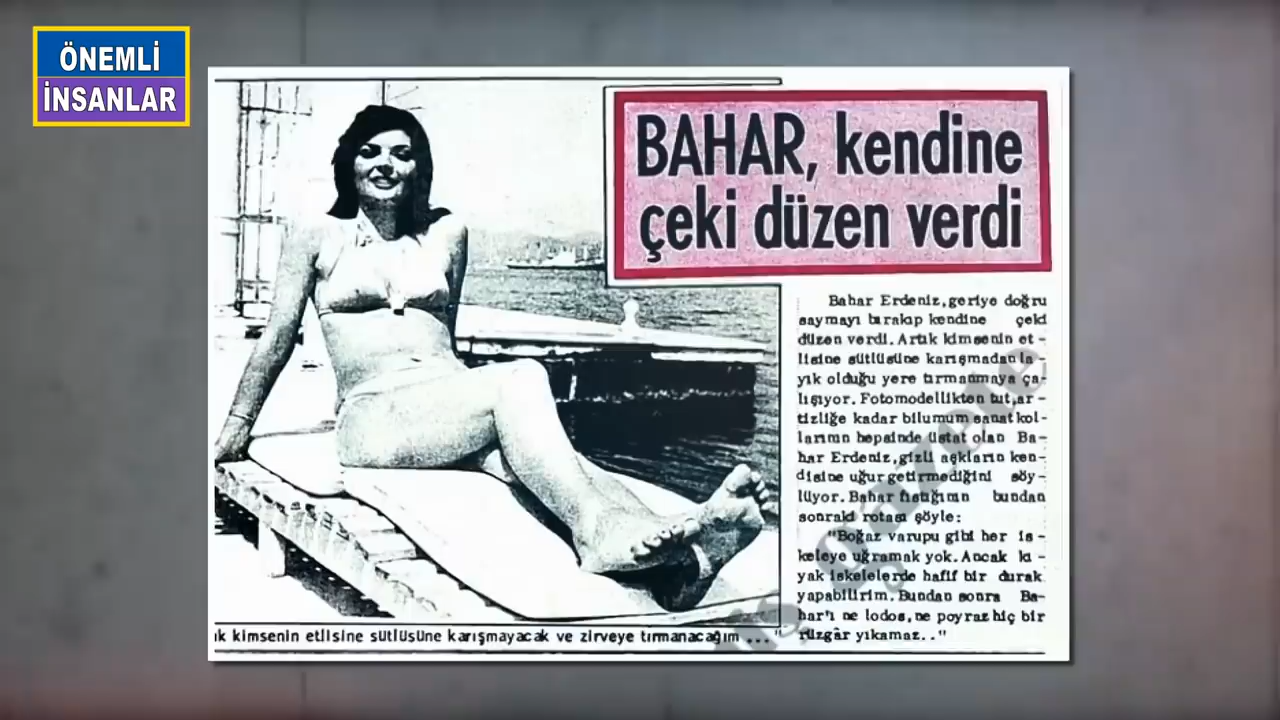 ÖNEMLİ
İNSANLAR
BAHAR, kendine
çeki düzen verdi
Bahar Erdeniz, geriye doğru
saymayı bırakıp kendine çeki
düzen verdi. Artık kimsenin et-
lisine sütlüsüne karışmadan la
yık olduğu yere tırmanmaya ça-
lışıyor. Fotomodellikten tut, ar-
tizliğe kadar bilumum sanat kol-
larının hepsinde üstat olan Ba-
har Erdeniz, gizli aşkların ken-
disine uğur getirmediğini söy-
lüyor. Bahar fıstığımın bundan
sonraki rotası şöyle:
"Boğaz varupu gibi her is-
keleye uğramak yok. Ancak kı-
yak iskelelerde hafif bir durak
yapabilirim. Bundan sonra Ba-
har'ı ne lodos, ne poyraz hiç bir
rüzgâr yıkamaz.."
ık kimsenin etlisine sütlüsüne karışmayacak ve zirveye tırmanacağım ..."